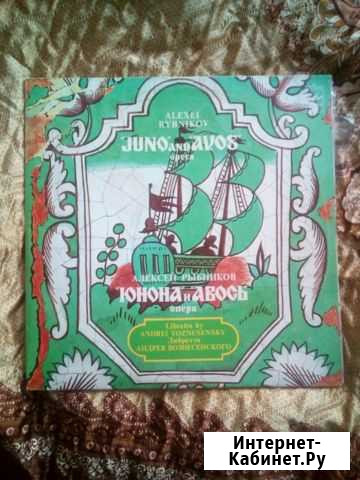 ALEXEI
RYBNIKOV
"JUNO AND AVOS"
opera
АЛЕКСЕЙ РЫБНИКОВ
"ЮНОНА И АВОСЬ"
опера
Libretto by
ANDREI VOZNESENSKY
Либретто
АНДРЕЯ ВОЗНЕСЕНСКОГО
Интернет-
Кабинет.Ру